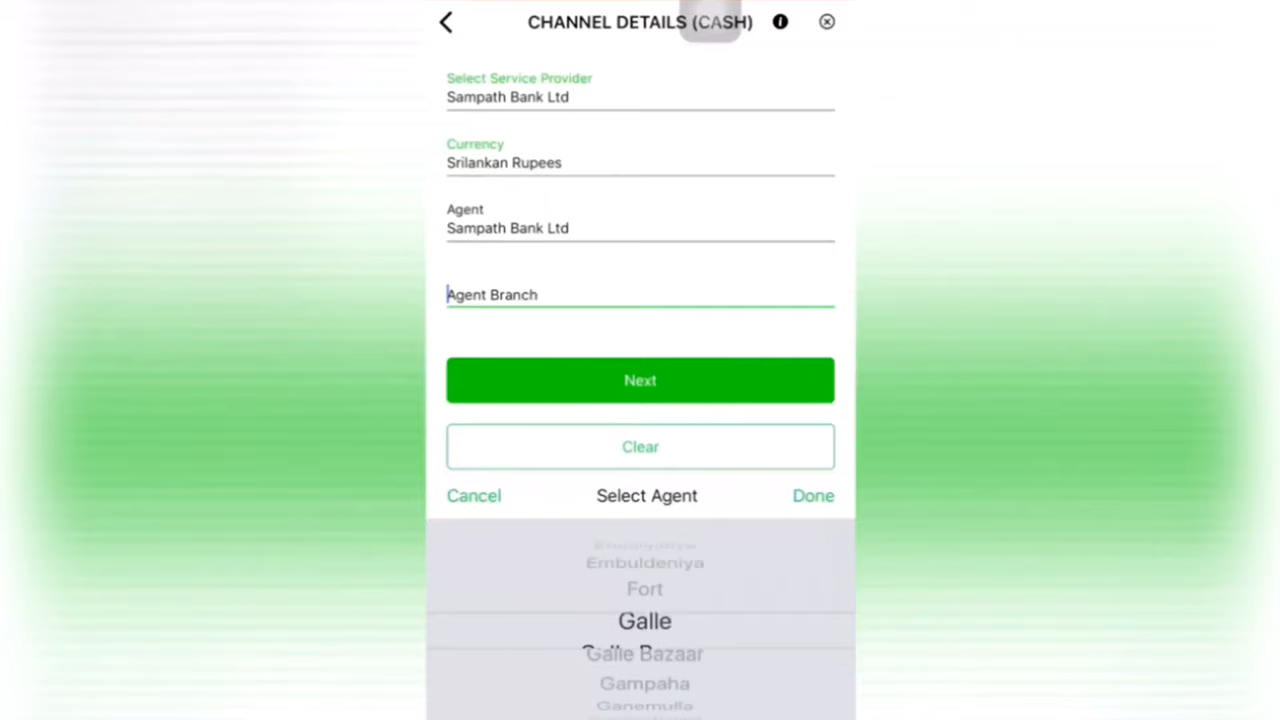 CHANNEL DETAILS (CASH)
Select Service Provider
Sampath Bank Ltd
Currency
Srilankan Rupees
Agent
Sampath Bank Ltd
Agent Branch
Next
Clear
Cancel Select Agent Done
Embuldeniya
Fort
Galle
Galle Bazaar
Gampaha
Ganemulla